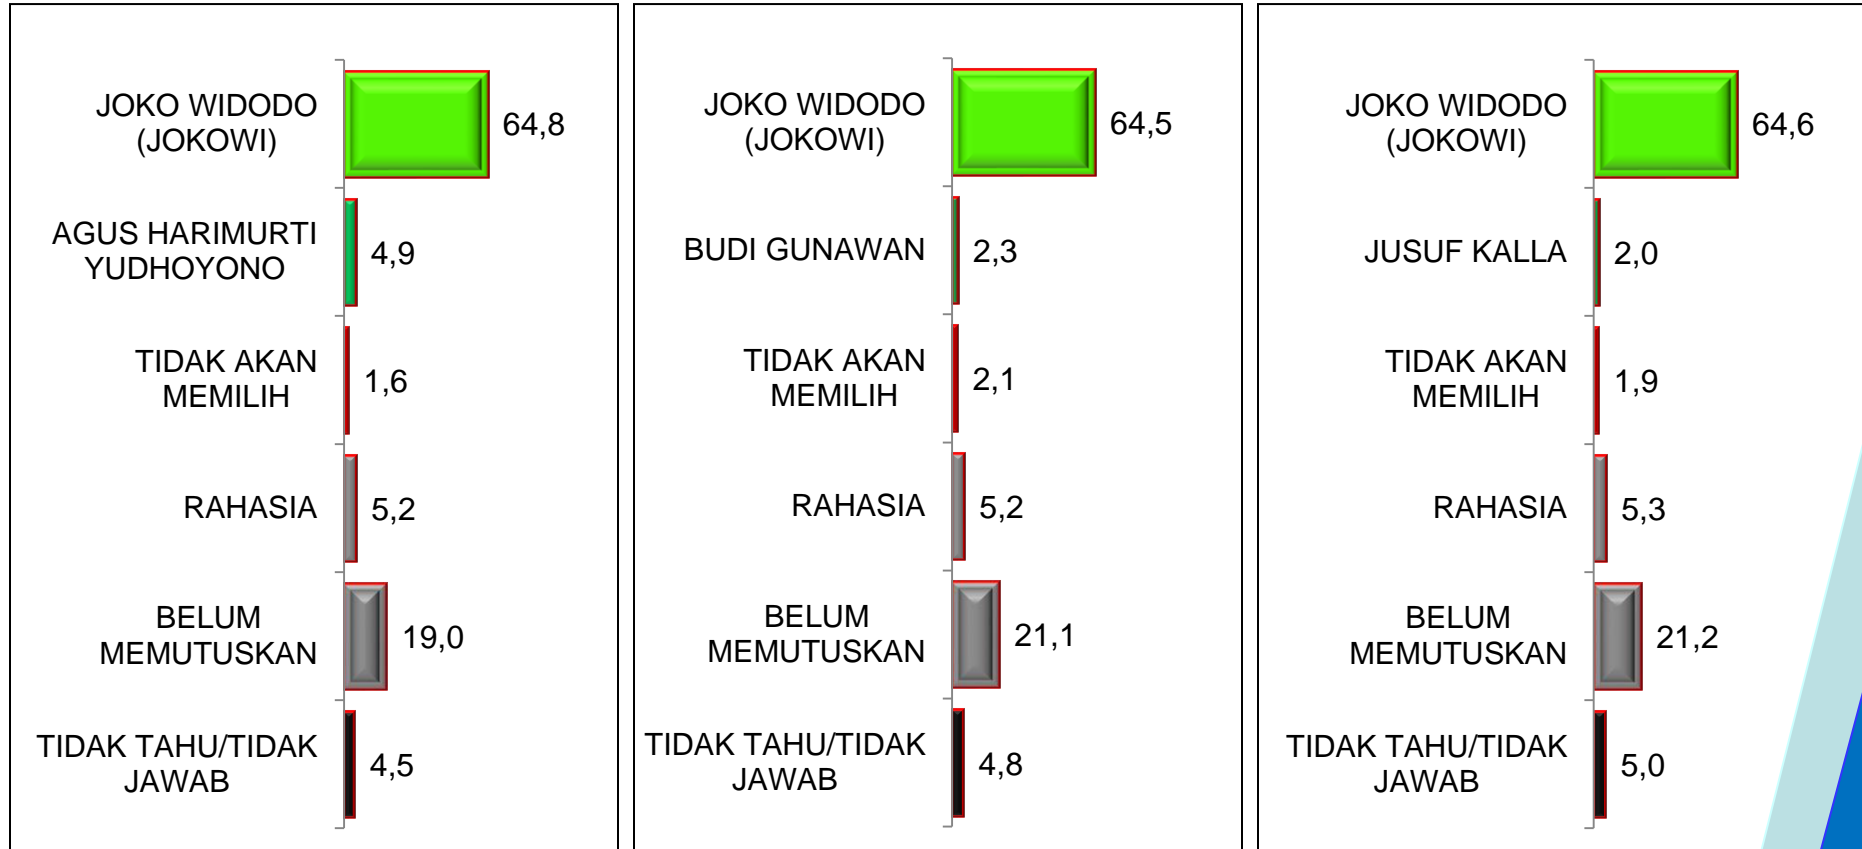 JOKO WIDODO
(JOKOWI)
64,8
AGUS HARIMURTI
YUDHOYONO
4,9
TIDAK AKAN
MEMILIH
1,6
RAHASIA
5,2
BELUM
MEMUTUSKAN
19,0
TIDAK TAHU/TIDAK
JAWAB
4,5
JOKO WIDODO
(JOKOWI)
64,5
BUDI GUNAWAN
2,3
TIDAK AKAN
MEMILIH
2,1
RAHASIA
5,2
BELUM
MEMUTUSKAN
21,1
TIDAK TAHU/TIDAK
JAWAB
4,8
JOKO WIDODO
(JOKOWI)
64,6
JUSUF KALLA
2,0
TIDAK AKAN
MEMILIH
1,9
RAHASIA
5,3
BELUM
MEMUTUSKAN
21,2
TIDAK TAHU/TIDAK
JAWAB
5,0